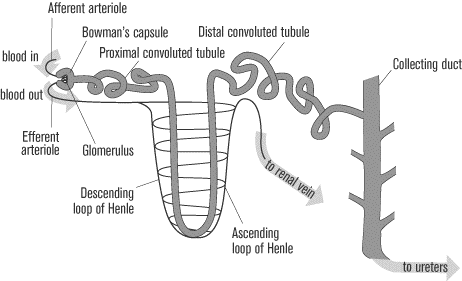 Afferent arteriole
Bowman's capsule
Distal convoluted tubule
Proximal convoluted tubule
blood in
Collecting duct
blood out
Efferent
arteriole
Glomerulus
to renal vein
Descending
loop of Henle
Ascending
loop of Henle
to ureters